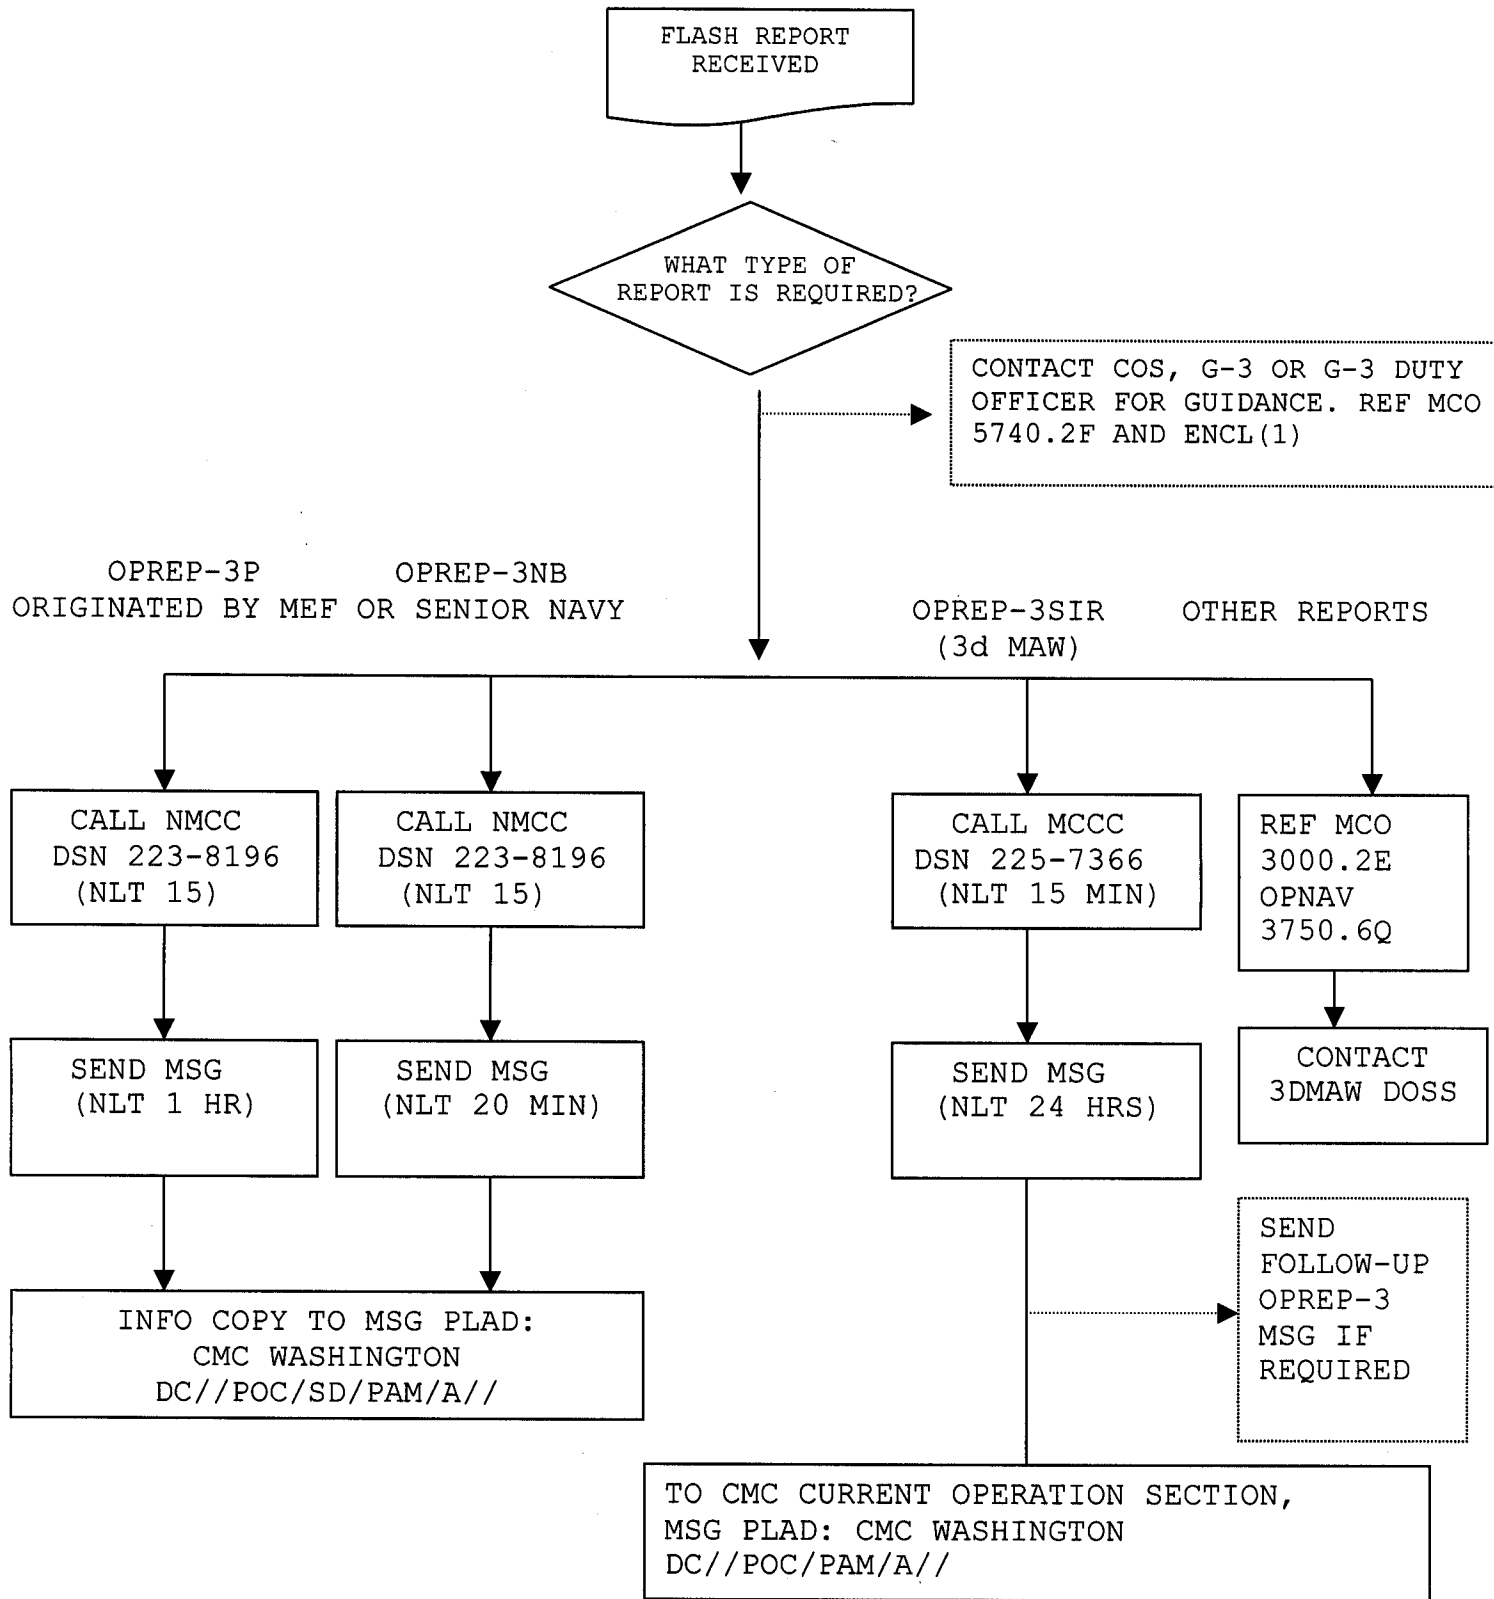 FLASH REPORT
RECEIVED
WHAT TYPE OF
REPORT IS REQUIRED?
CONTACT COS, G-3 OR G-3 DUTY
OFFICER FOR GUIDANCE. REF MCO
5740.2F AND ENCL(1)
OPREP-3P OPREP-3NB
ORIGINATED BY MEF OR SENIOR NAVY
OPREP-3SIR OTHER REPORTS
(3d MAW)
CALL NMCC
DSN 223-8196
(NLT 15)
CALL NMCC
DSN 223-8196
(NLT 15)
CALL MCCC
DSN 225-7366
(NLT 15 MIN)
REF MCO
3000.2E
OPNAV
3750.6Q
SEND MSG
(NLT 1 HR)
SEND MSG
(NLT 20 MIN)
SEND MSG
(NLT 24 HRS)
CONTACT
3DMAW DOSS
SEND
FOLLOW-UP
OPREP-3
MSG IF
REQUIRED
INFO COPY TO MSG PLAD:
CMC WASHINGTON
DC//POC/SD/PAM/A//
TO CMC CURRENT OPERATION SECTION,
MSG PLAD: CMC WASHINGTON
DC//POC/PAM/A//